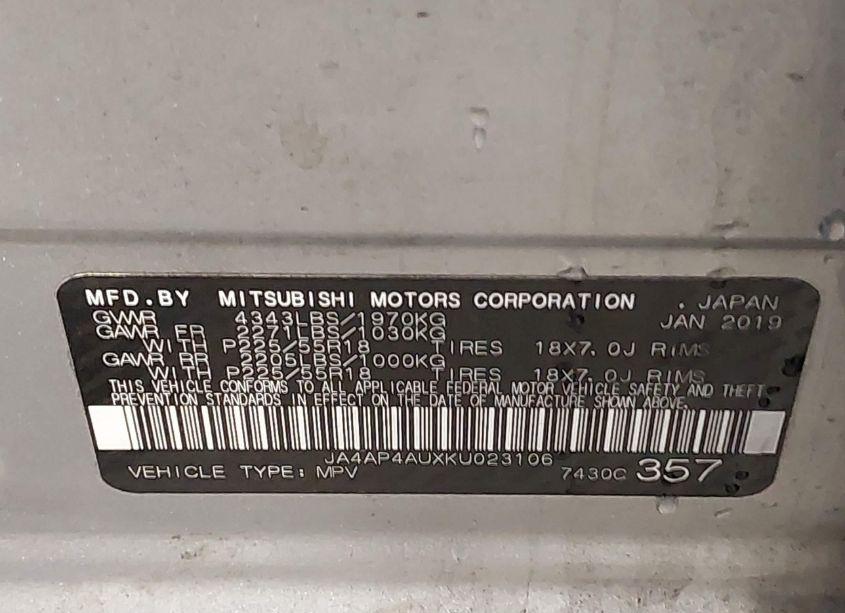 MFD.BY MITSUBISHI MOTORS CORPORATION . JAPAN
GVWR 4343LBS/1970KG JAN 2019
GAWR FR 2271LBS/1030KG
WITH P225/55R18 TIRES 18X7.0J RIMS
GAWR RR 2205LBS/1000KG
WITH P225/55R18 TIRES 18X7.0J RIMS
THIS VEHICLE CONFORMS TO ALL APPLICABLE FEDERAL MOTOR VEHICLE SAFETY AND THEFT
PREVENTION STANDARDS IN EFFECT ON THE DATE OF MANUFACTURE SHOWN ABOVE.
JA4AP4AUXKU023106
VEHICLE TYPE: MPV 7430C 357